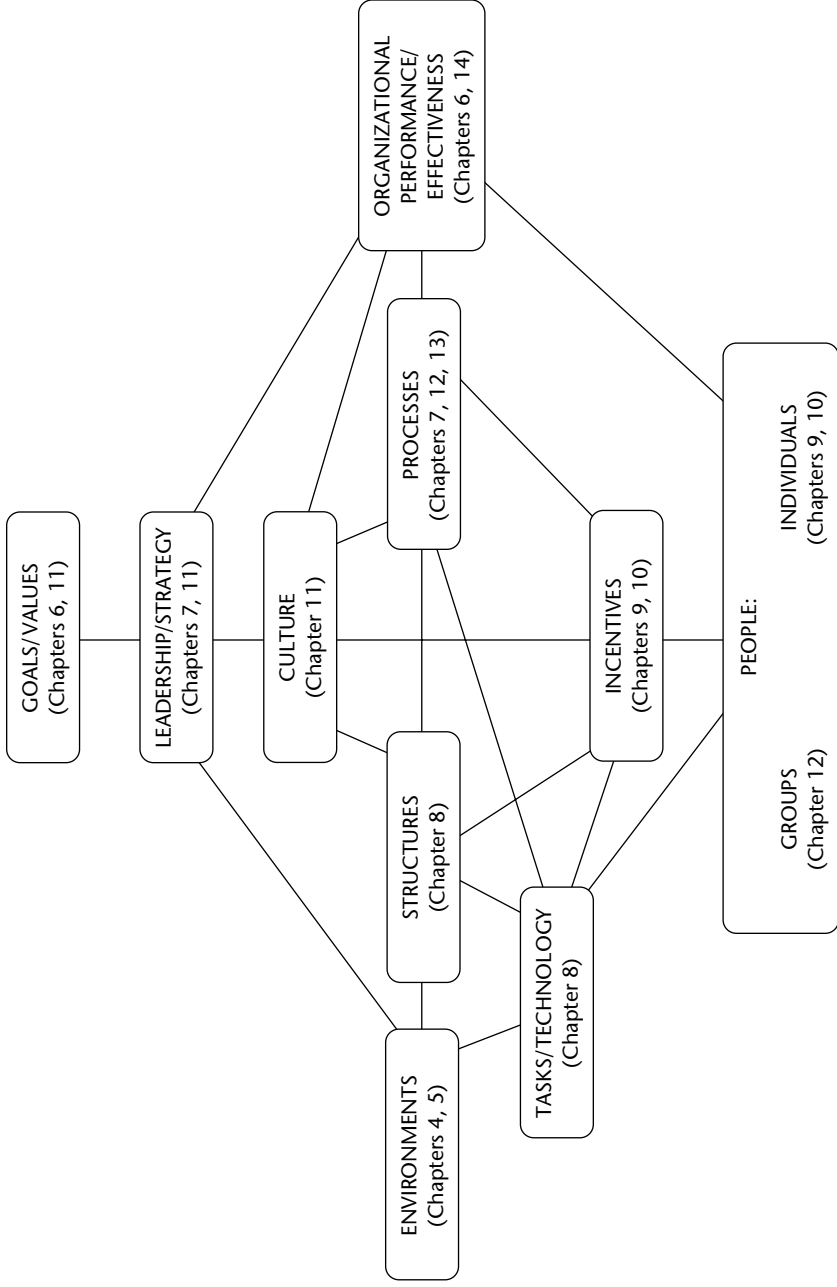 GOALS/VALUES
(Chapters 6, 11)
LEADERSHIP/STRATEGY
(Chapters 7, 11)
CULTURE
(Chapter 11)
ENVIRONMENTS
(Chapters 4, 5)
STRUCTURES
(Chapter 8)
PROCESSES
(Chapters 7, 12, 13)
ORGANIZATIONAL
PERFORMANCE/
EFFECTIVENESS
(Chapters 6, 14)
TASKS/TECHNOLOGY
(Chapter 8)
INCENTIVES
(Chapters 9, 10)
PEOPLE:
GROUPS
(Chapter 12)
INDIVIDUALS
(Chapters 9, 10)